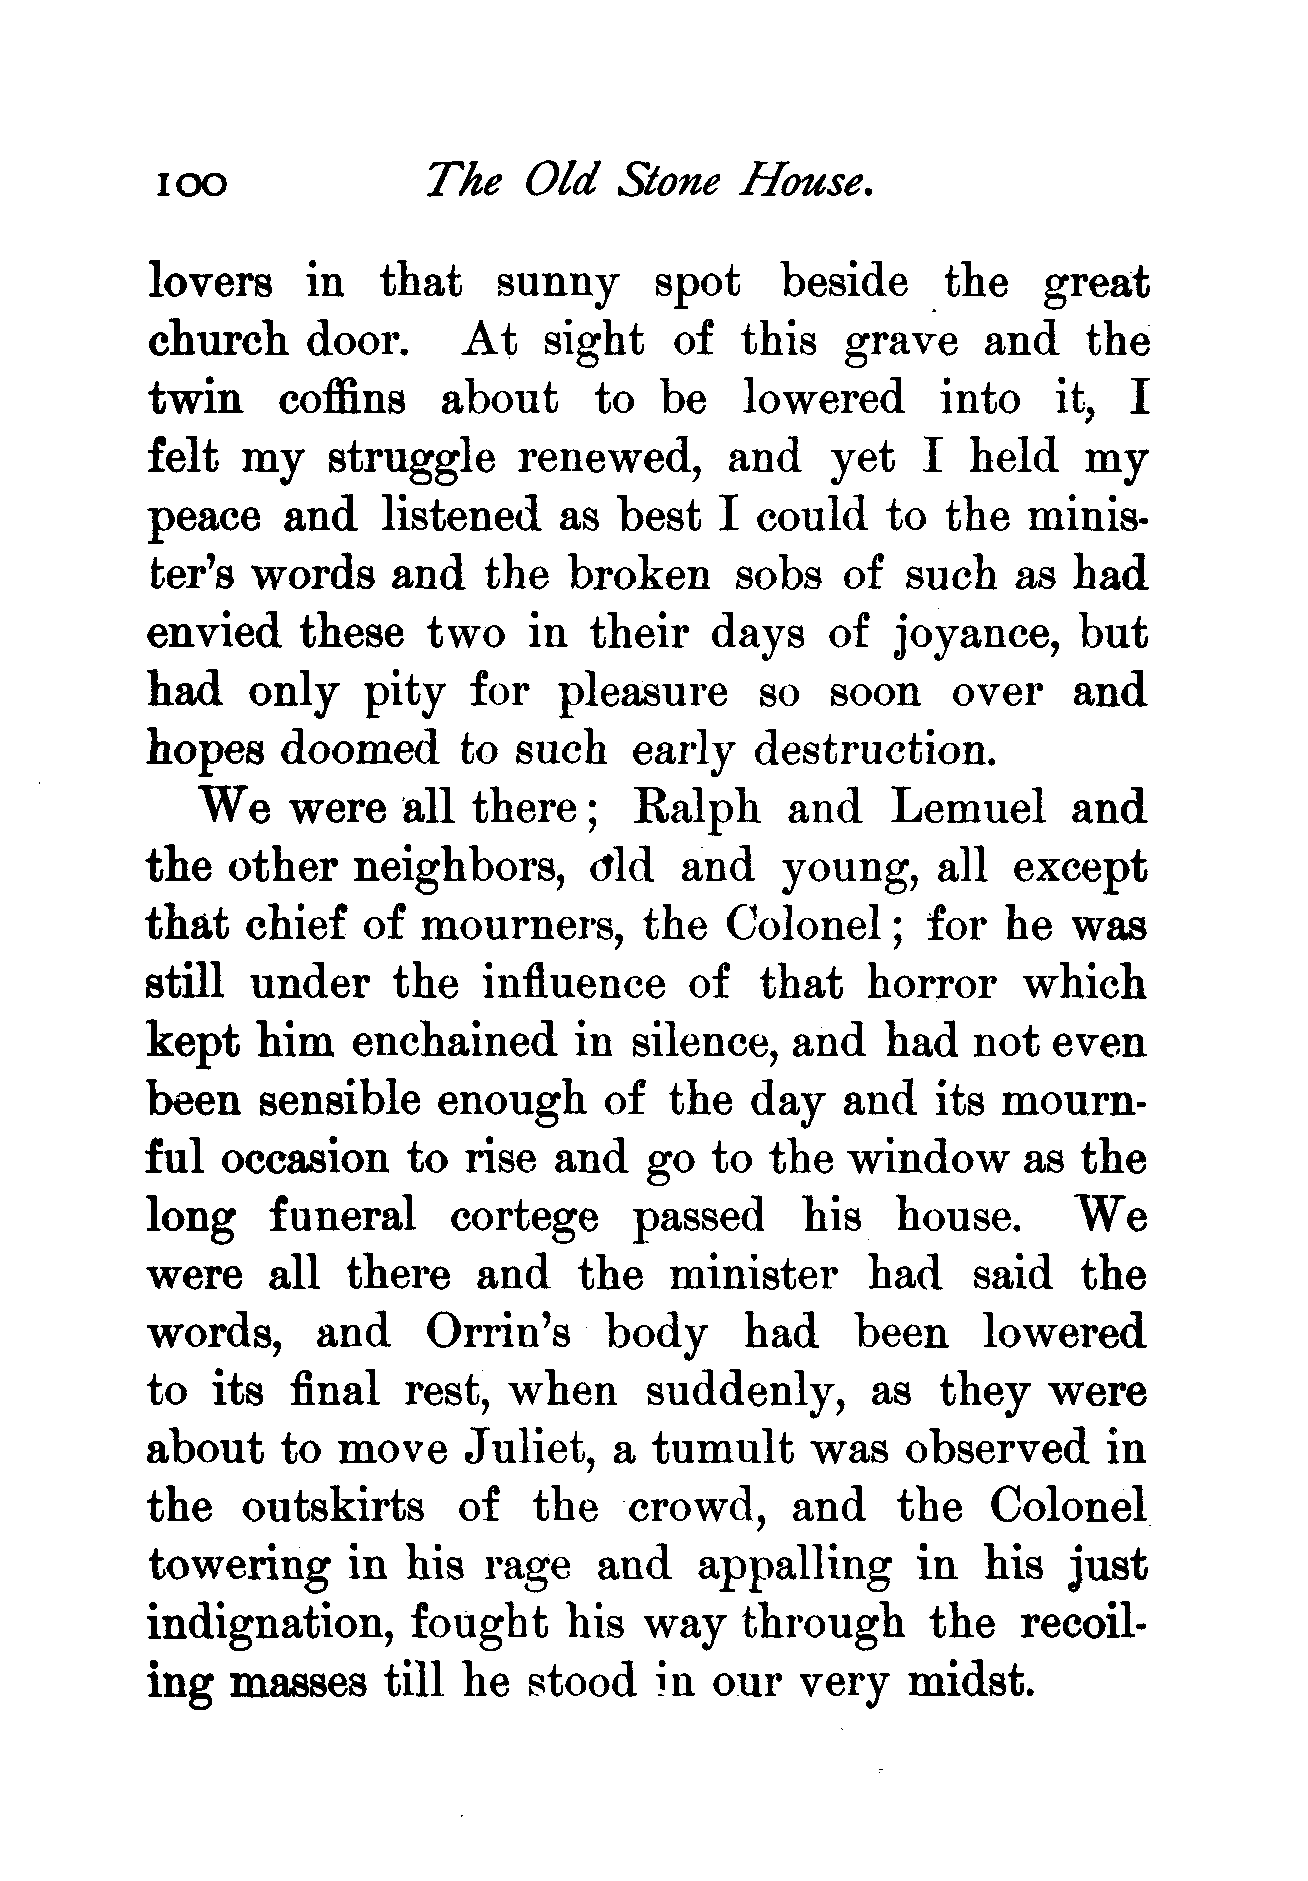 100 The Old Stone House.
lovers in that sunny spot beside the great
church door. At sight of this grave and the
twin coffins about to be lowered into it, I
felt my struggle renewed, and yet I held my
peace and listened as best I could to the minis-
ter's words and the broken sobs of such as had
envied these two in their days of joyance, but
had only pity for pleasure so soon over and
hopes doomed to such early destruction.
We were all there; Ralph and Lemuel and
the other neighbors, old and young, all except
that chief of mourners, the Colonel; for he was
still under the influence of that horror which
kept him enchained in silence, and had not even
been sensible enough of the day and its mourn-
ful occasion to rise and go to the window as the
long funeral cortege passed his house. We
were all there and the minister had said the
words, and Orrin's body had been lowered
to its final rest, when suddenly, as they were
about to move Juliet, a tumult was observed in
the outskirts of the crowd, and the Colonel
towering in his rage and appalling in his just
indignation, fought his way through the recoil-
ing masses till he stood in our very midst.